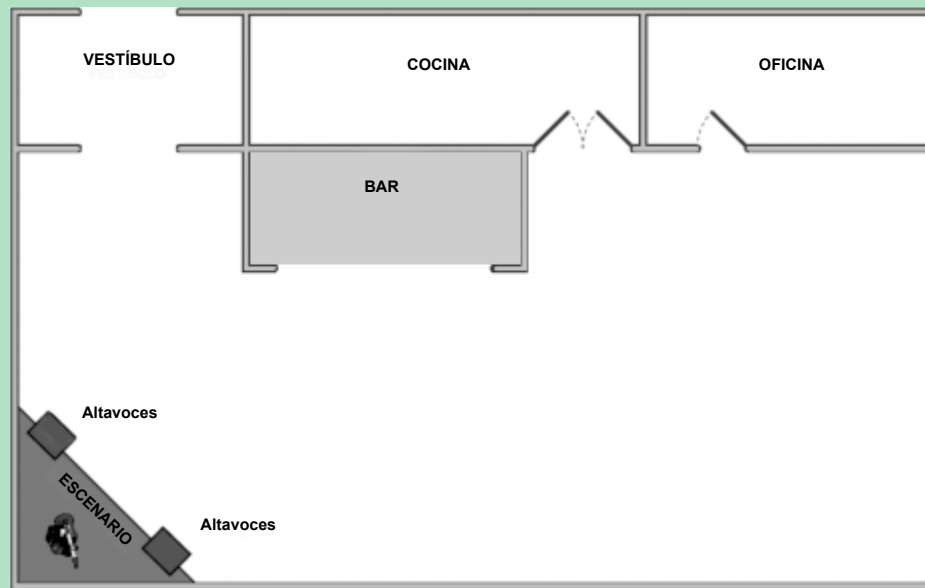 VESTÍBULO
COCINA
OFICINA
BAR
Altavoces
ESCENARIO
Altavoces